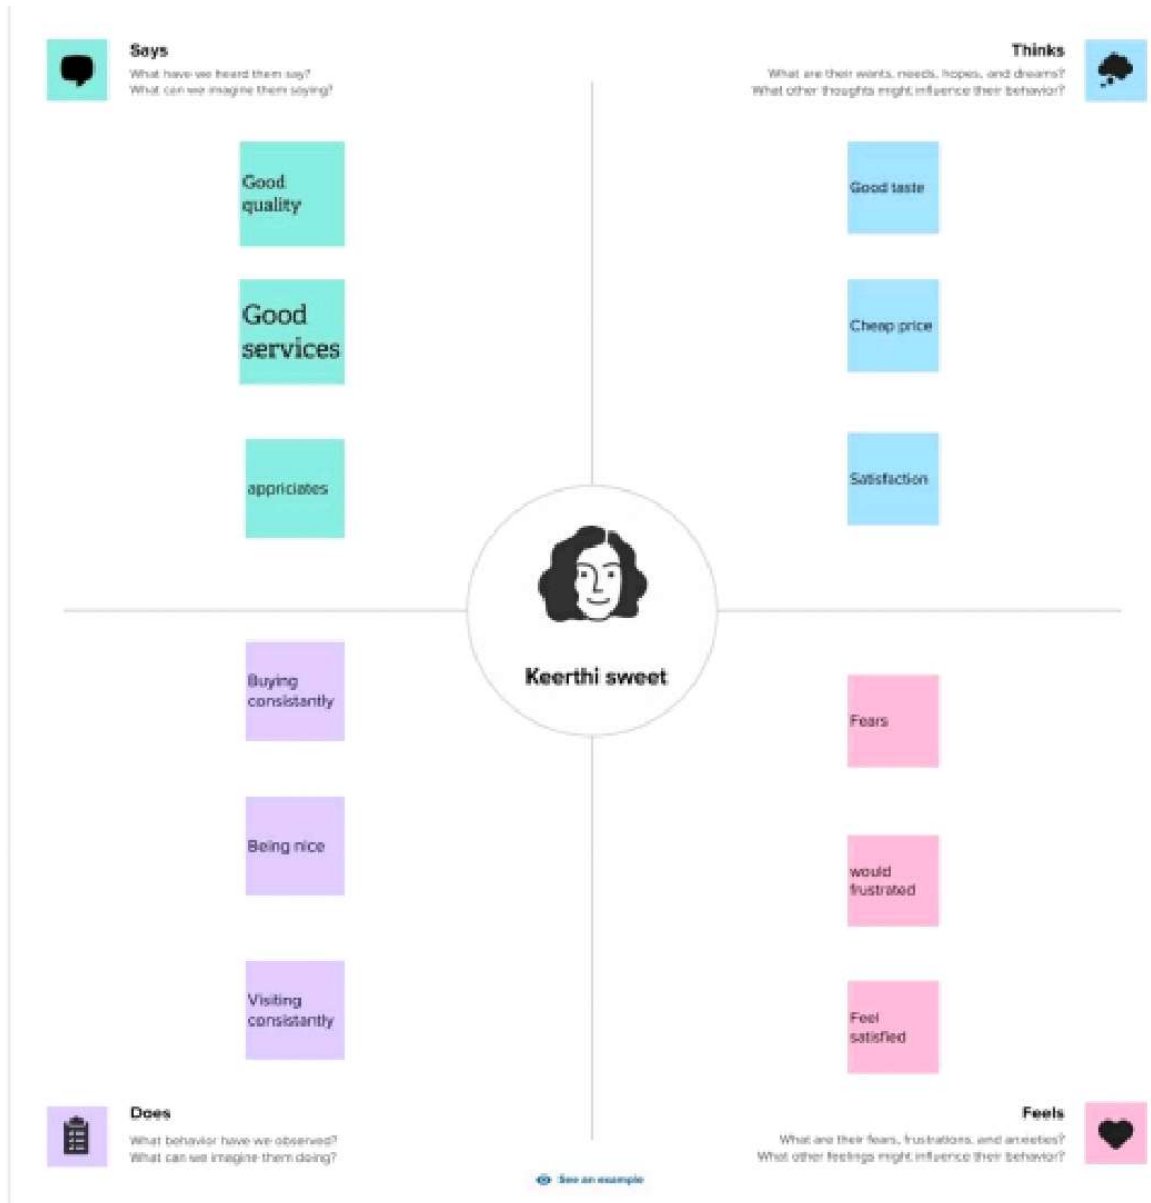 Says
What have we heard them say?
What can we imagine them saying?
Thinks
What are their wants, needs, hopes, and dreams?
What other thoughts might influence their behavior?
Good
quality
Good
services
appriciates
Good taste
Cheap price
Satisfaction
Keerthi sweet
Buying
consistantly
Being nice
Visiting
consistantly
Fears
would
frustrated
Feel
satisfied
Does
What behavior have we observed?
What can we imagine them doing?
Feels
What are their fears, frustrations, and anxieties?
What other feelings might influence their behavior?
See an example